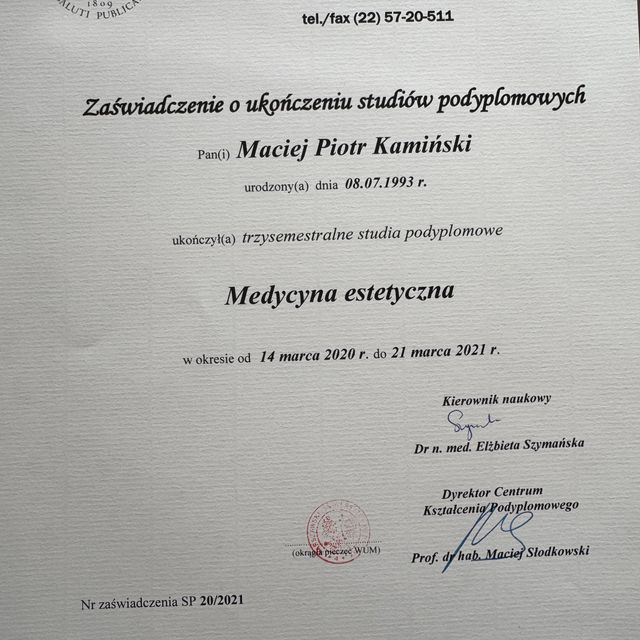 1809
SALUTI PUBLICAE
tel./fax (22) 57-20-511
Zaświadczenie o ukończeniu studiów podyplomowych
Pan(i) Maciej Piotr Kamiński
urodzony(a) dnia 08.07.1993 r.
ukończył(a) trzysemestralne studia podyplomowe
Medycyna estetyczna
w okresie od 14 marca 2020 r. do 21 marca 2021 r.
Kierownik naukowy
Dr n. med. Elżbieta Szymańska
Dyrektor Centrum
Kształcenia Podyplomowego
(okrągła pieczęć WUM)
Prof. dr hab. Maciej Słodkowski
Nr zaświadczenia SP 20/2021